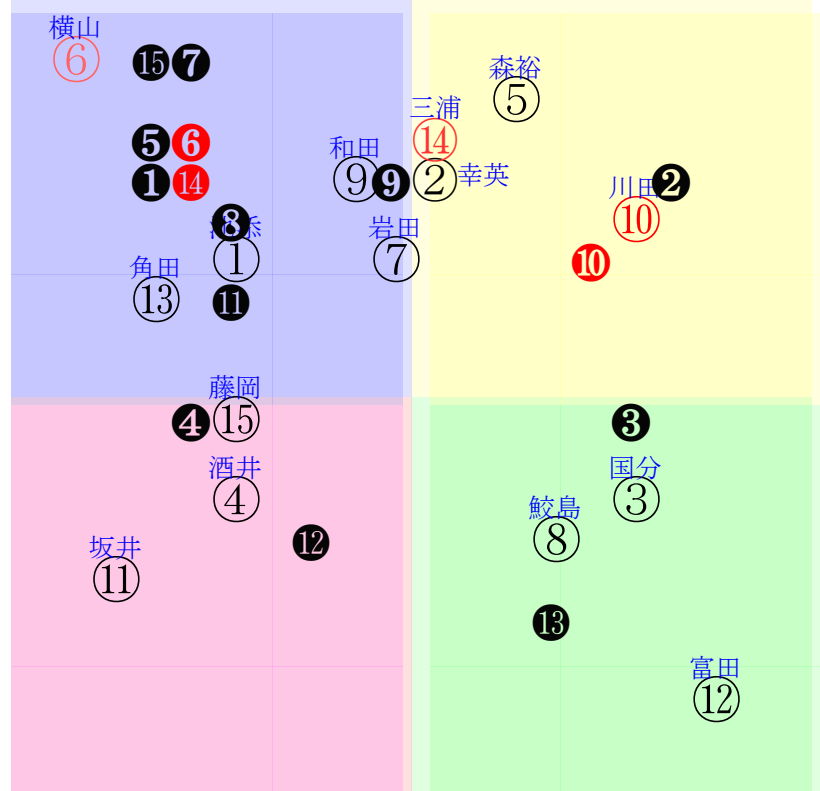 横山
⑥ ⓯ ❼
森裕
⑤
三浦
⑭
❺ ❻
和田
⑨ ❾ ② 幸英
❶ ⓮
川田 ❷
⑩
❽
①
岩田
⑦
❿
角田
⑬
⓫
藤岡
❹ ⑮
❸
酒井
④
国分
③
鮫島
⑧
⓬
坂井
⑪
⓭
富田
⑫